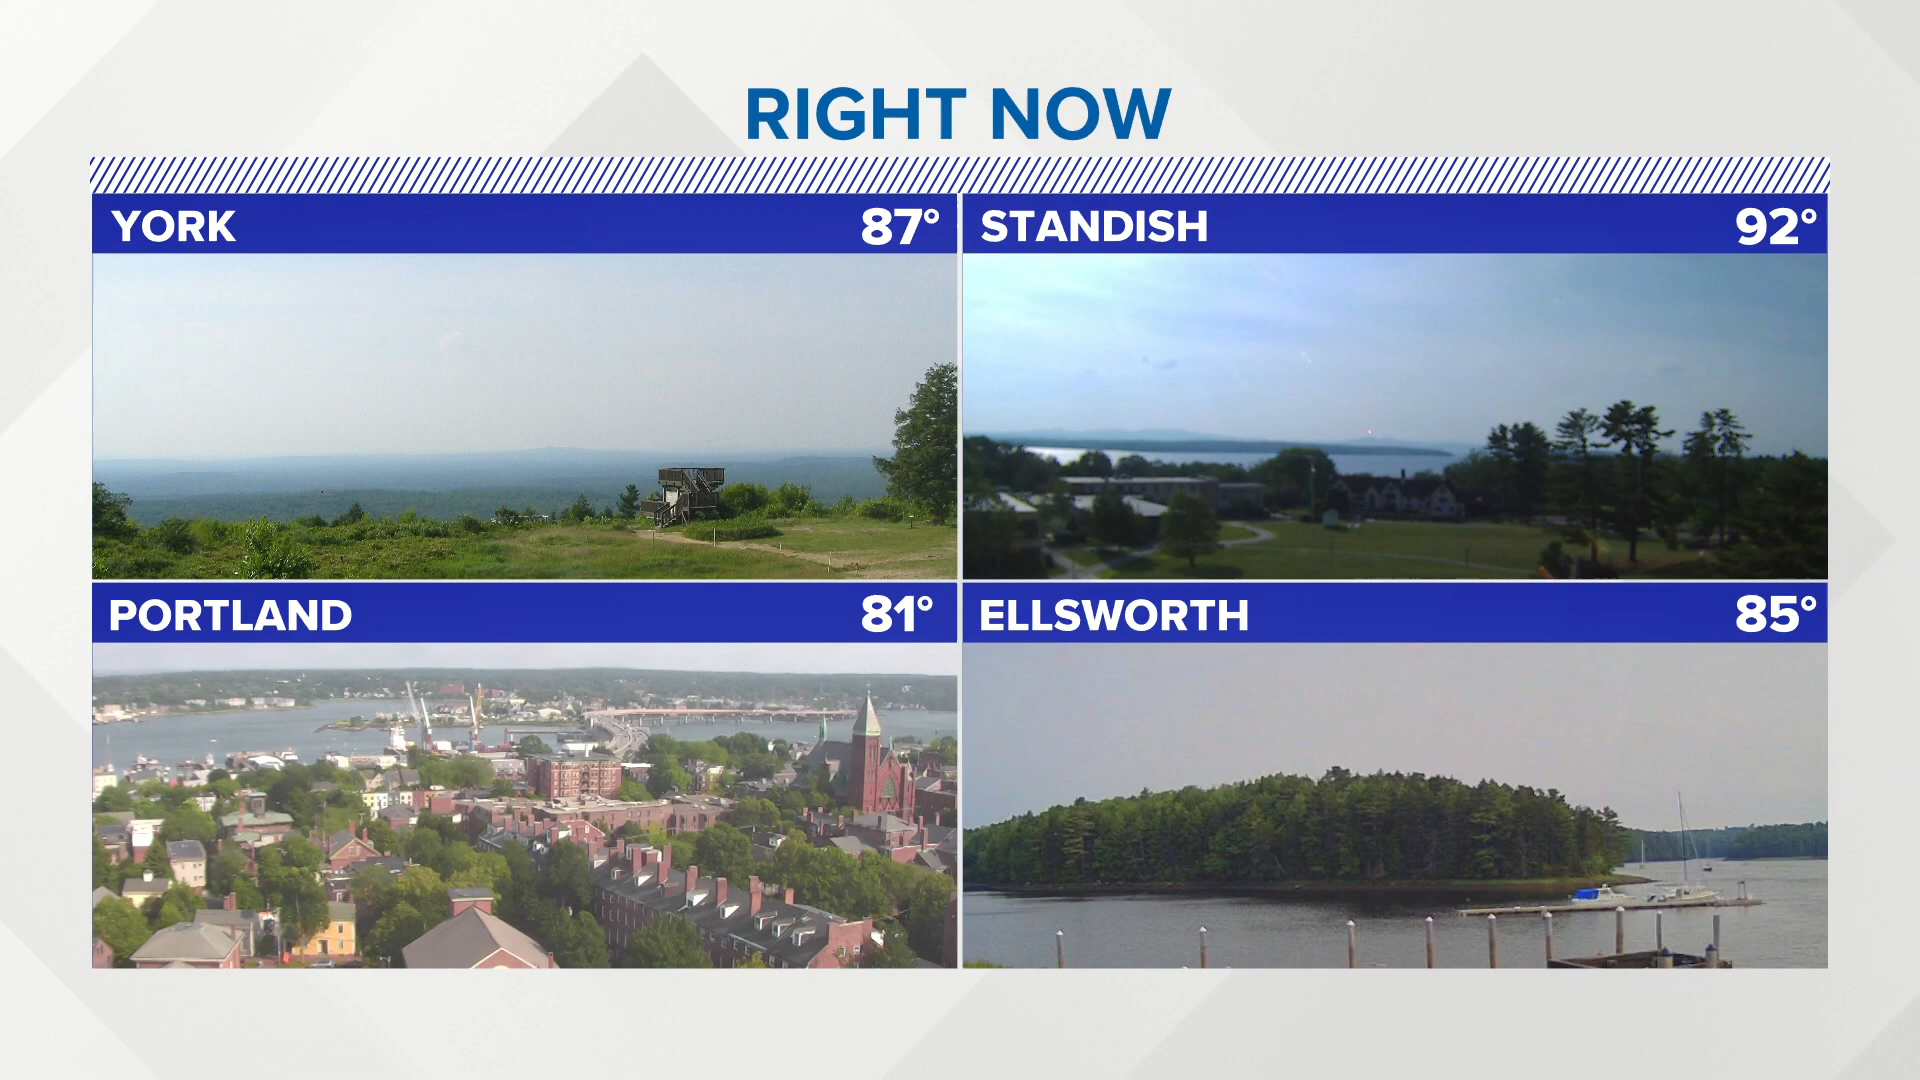 RIGHT NOW
YORK 87°
STANDISH 92°
PORTLAND 81°
ELLSWORTH 85°